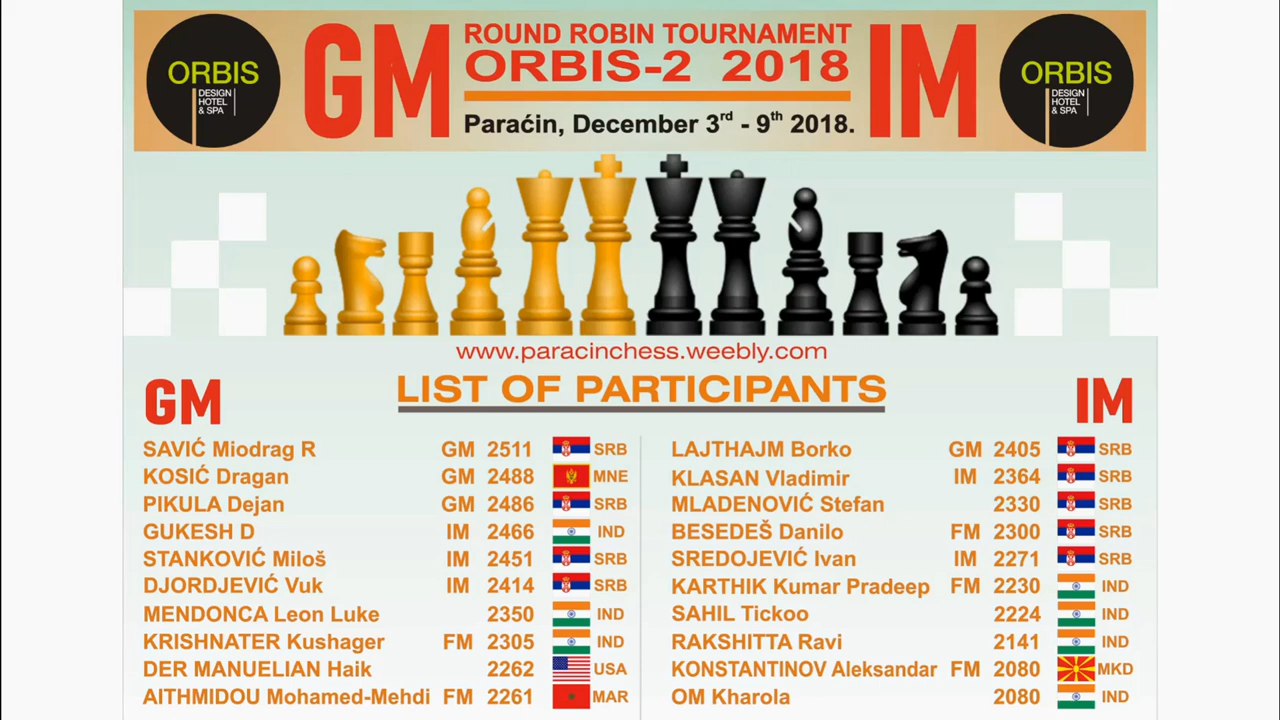 ORBIS
DESIGN
HOTEL
& SPA
GM
ROUND ROBIN TOURNAMENT
ORBIS-2 2018
Paraćin, December 3rd - 9th 2018.
IM
ORBIS
DESIGN
HOTEL
& SPA
www.paracinchess.weebly.com
LIST OF PARTICIPANTS
GM
SAVIĆ Miodrag R GM 2511 SRB
KOSIĆ Dragan GM 2488 MNE
PIKULA Dejan GM 2486 SRB
GUKESH D IM 2466 IND
STANKOVIĆ Miloš IM 2451 SRB
DJORDJEVIĆ Vuk IM 2414 SRB
MENDONCA Leon Luke 2350 IND
KRISHNATER Kushager FM 2305 IND
DER MANUELIAN Haik 2262 USA
AITHMIDOU Mohamed-Mehdi FM 2261 MAR
IM
LAJTHAJM Borko GM 2405 SRB
KLASAN Vladimir IM 2364 SRB
MLADENOVIĆ Stefan 2330 SRB
BESEDEŠ Danilo FM 2300 SRB
SREDOJEVIĆ Ivan IM 2271 SRB
KARTHIK Kumar Pradeep FM 2230 IND
SAHIL Tickoo 2224 IND
RAKSHITTA Ravi 2141 IND
KONSTANTINOV Aleksandar FM 2080 MKD
OM Kharola 2080 IND